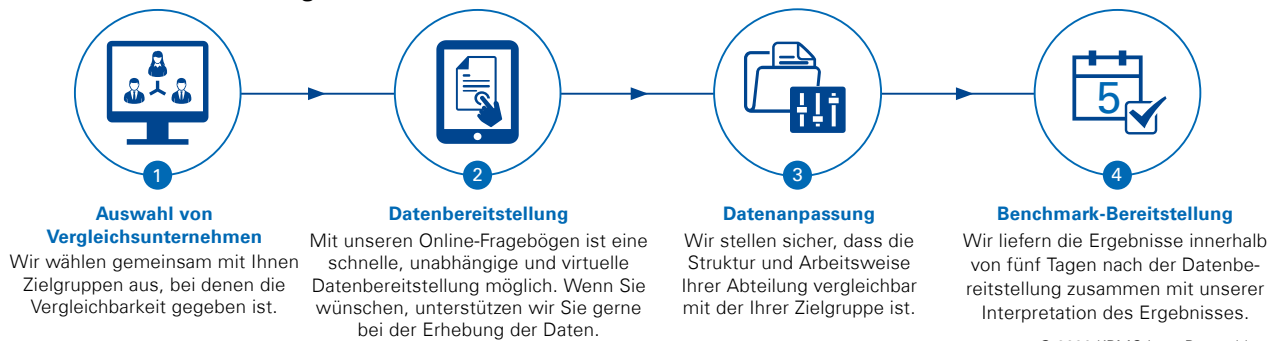 1
Auswahl von
Vergleichsunternehmen
Wir wählen gemeinsam mit Ihnen
Zielgruppen aus, bei denen die
Vergleichbarkeit gegeben ist.
2
Datenbereitstellung
Mit unseren Online-Fragebögen ist eine
schnelle, unabhängige und virtuelle
Datenbereitstellung möglich. Wenn Sie
wünschen, unterstützen wir Sie gerne
bei der Erhebung der Daten.
3
Datenanpassung
Wir stellen sicher, dass die
Struktur und Arbeitsweise
Ihrer Abteilung vergleichbar
mit der Ihrer Zielgruppe ist.
5
4
Benchmark-Bereitstellung
Wir liefern die Ergebnisse innerhalb
von fünf Tagen nach der Datenbe-
reitstellung zusammen mit unserer
Interpretation des Ergebnisses.